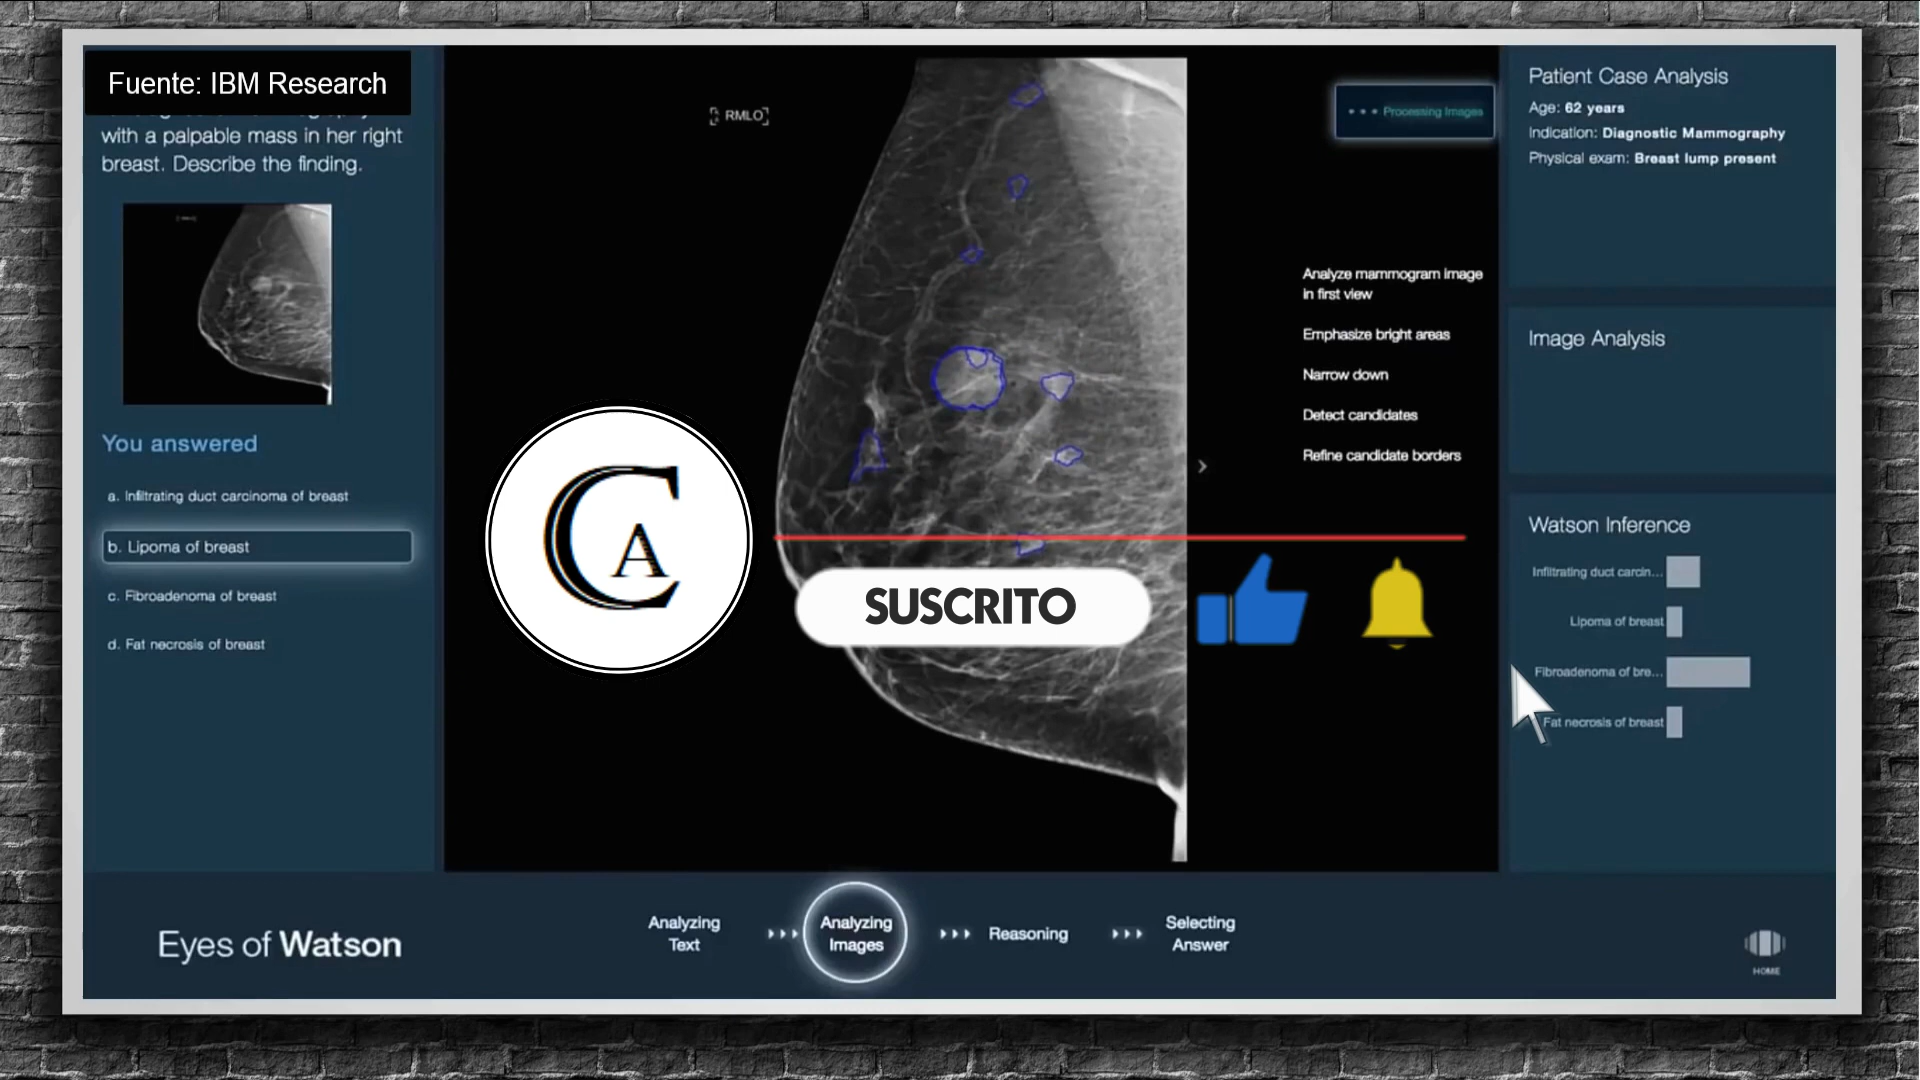 Fuente: IBM Research
with a palpable mass in her right
breast. Describe the finding.
You answered
a. Infiltrating duct carcinoma of breast
b. Lipoma of breast
c. Fibroadenoma of breast
d. Fat necrosis of breast
RMLO
Processing Images
Analyze mammogram image
in first view
Emphasize bright areas
Narrow down
Detect candidates
Refine candidate borders
CA
SUSCRITO
Patient Case Analysis
Age: 62 years
Indication: Diagnostic Mammography
Physical exam: Breast lump present
Image Analysis
Watson Inference
Infiltrating duct carcin...
Lipoma of breast
Fibroadenoma of bre...
Fat necrosis of breast
Eyes of Watson
Analyzing
Text
Analyzing
Images
Reasoning
Selecting
Answer
HOME